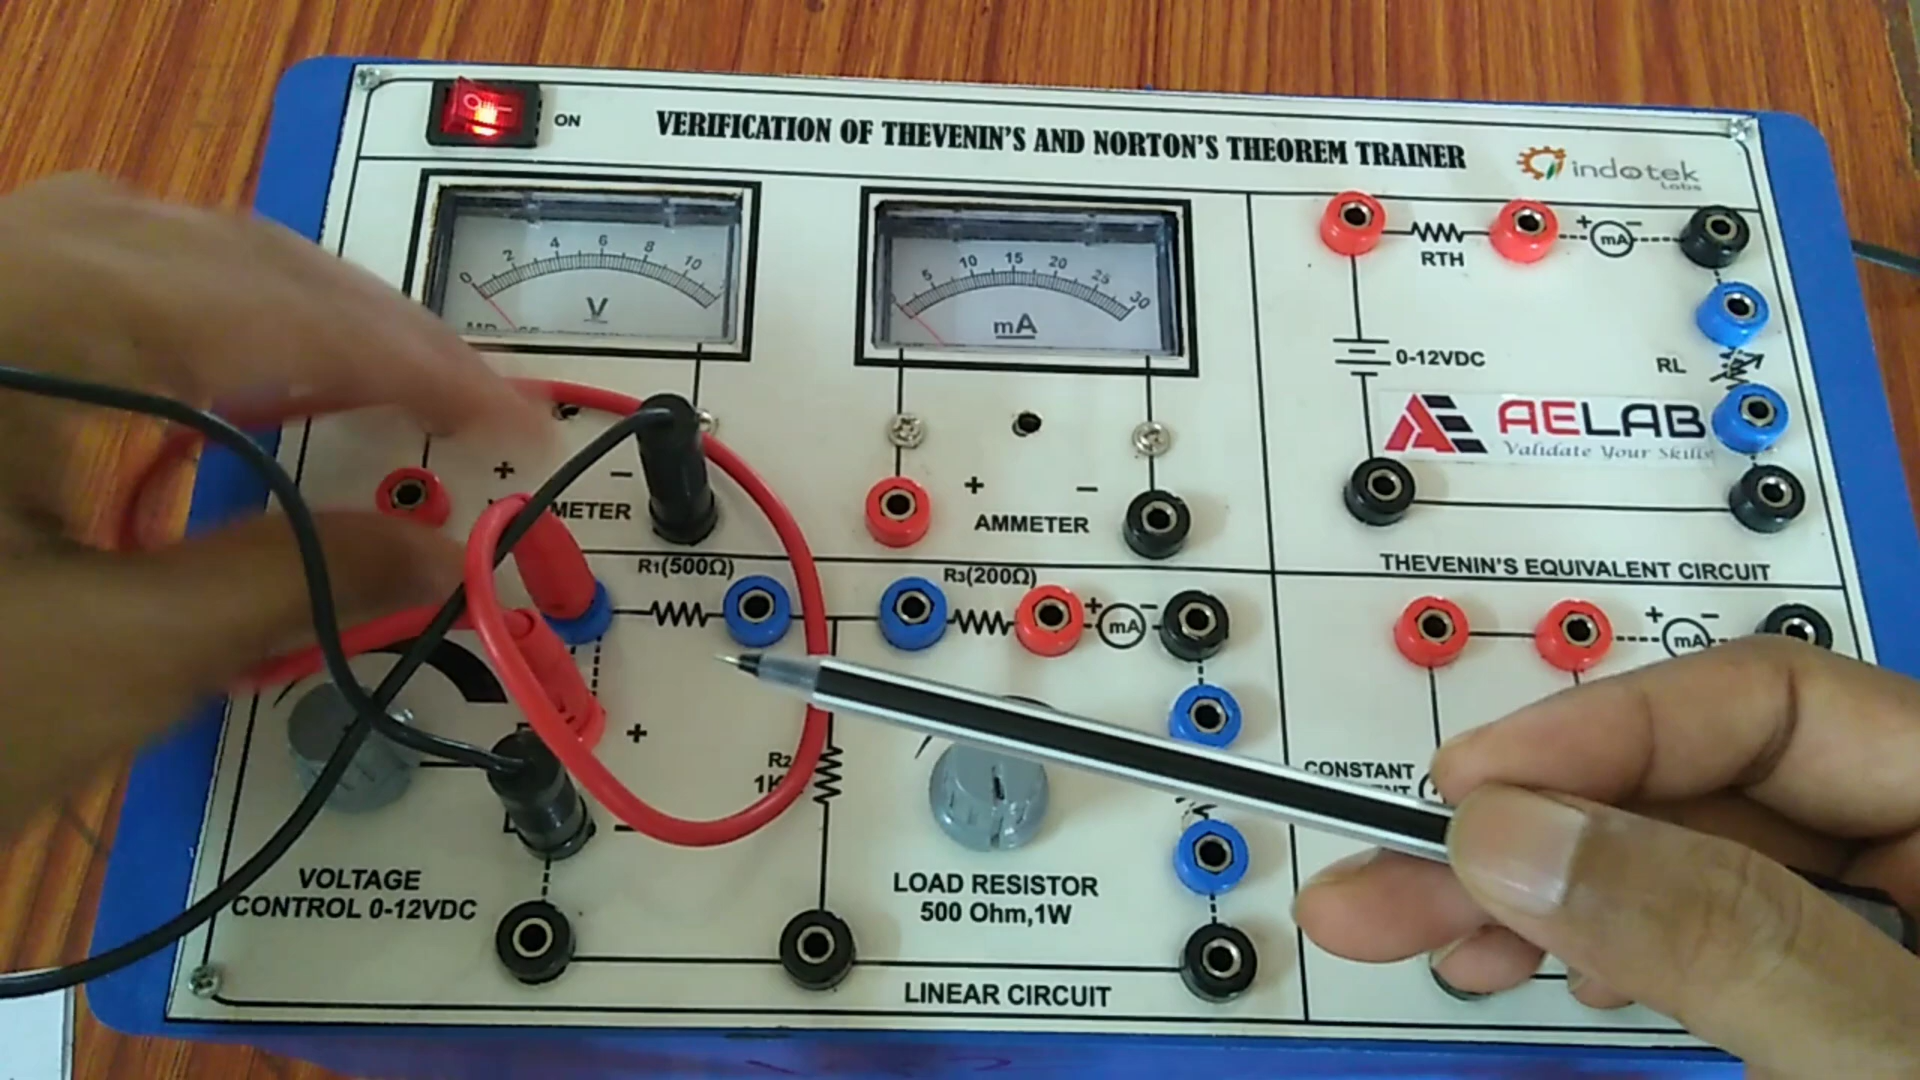 ON
VERIFICATION OF THEVENIN'S AND NORTON'S THEOREM TRAINER
indotek
Labs
0 2 4 6 8 10
V
5 10 15 20 25 30
mA
+ mA −
RTH
0-12VDC
RL
AELAB
Validate Your Skills
+ −
METER
+ −
AMMETER
THEVENIN'S EQUIVALENT CIRCUIT
R1(500Ω)
R3(200Ω)
+ mA −
+ mA −
+
R2
−
CONSTANT
VOLTAGE
CONTROL 0-12VDC
LOAD RESISTOR
500 Ohm,1W
LINEAR CIRCUIT